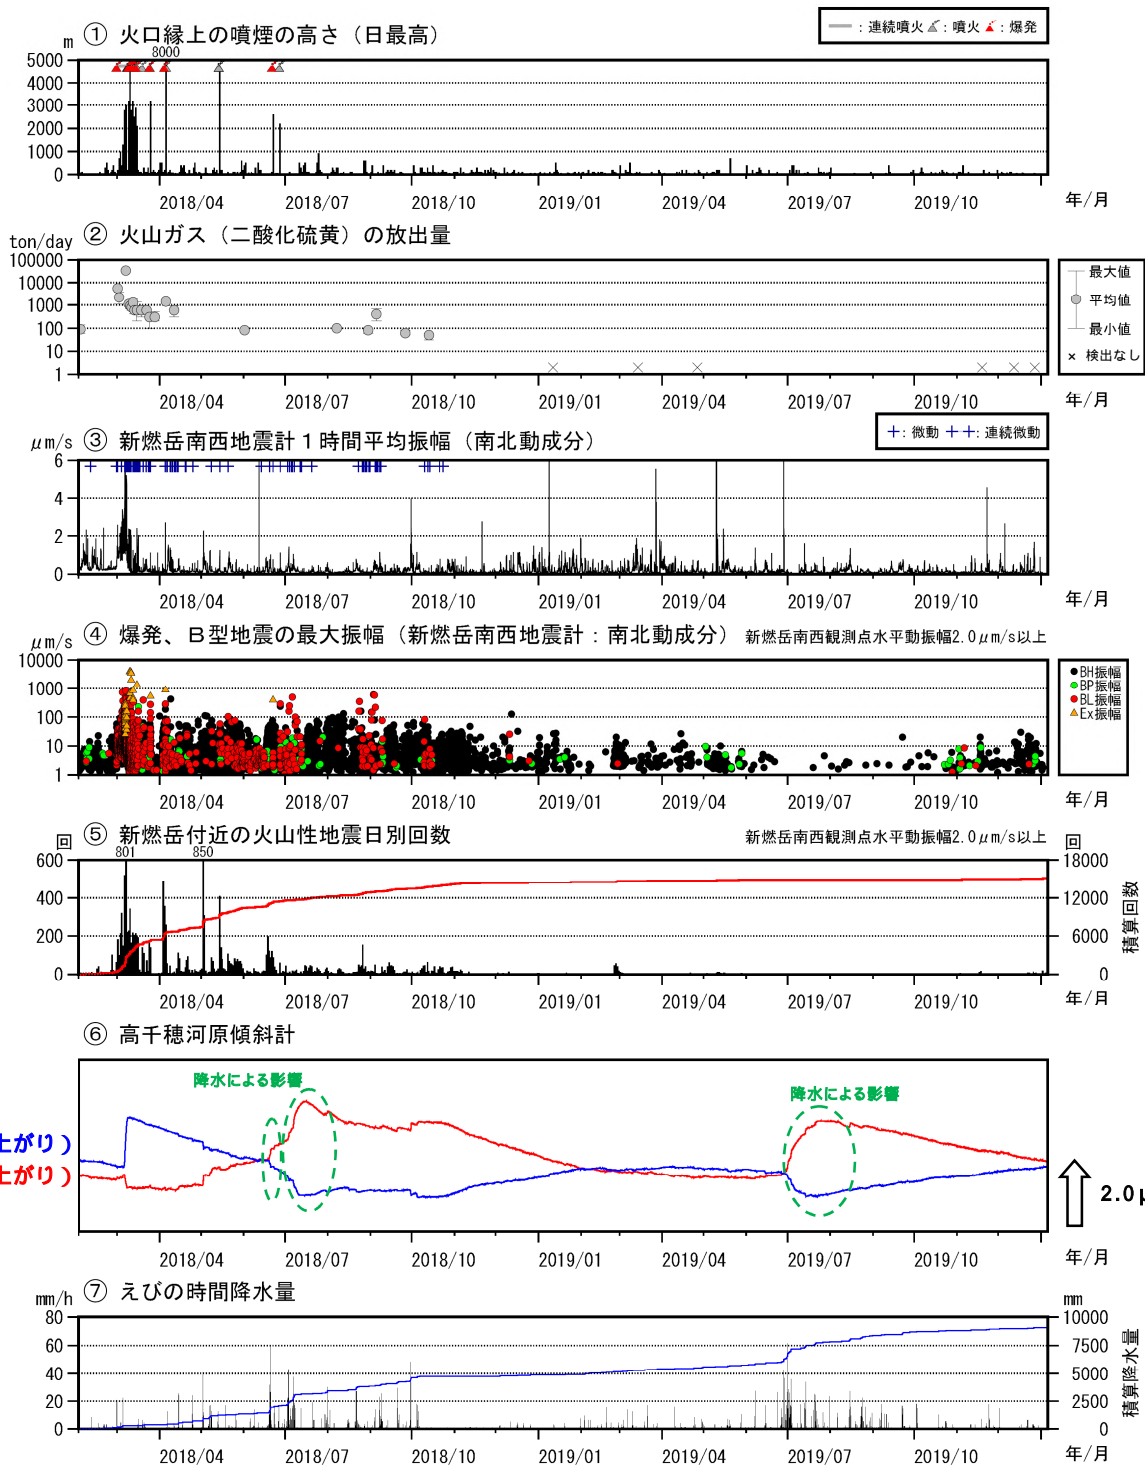 ① 火口縁上の噴煙の高さ（日最高）
━ : 連続噴火 : 噴火 : 爆発
m
8000
5000
4000
3000
2000
1000
0
2018/04 2018/07 2018/10 2019/01 2019/04 2019/07 2019/10 年/月
② 火山ガス（二酸化硫黄）の放出量
ton/day
100000
10000
1000
100
10
1
最大値
平均値
最小値
× 検出なし
2018/04 2018/07 2018/10 2019/01 2019/04 2019/07 2019/10 年/月
③ 新燃岳南西地震計１時間平均振幅（南北動成分）
+: 微動 ++: 連続微動
μm/s
6
4
2
0
2018/04 2018/07 2018/10 2019/01 2019/04 2019/07 2019/10 年/月
④ 爆発、Ｂ型地震の最大振幅（新燃岳南西地震計：南北動成分） 新燃岳南西観測点水平動振幅2.0μm/s以上
μm/s
10000
1000
100
10
1
BH振幅
BP振幅
BL振幅
Ex振幅
2018/04 2018/07 2018/10 2019/01 2019/04 2019/07 2019/10 年/月
⑤ 新燃岳付近の火山性地震日別回数 新燃岳南西観測点水平動振幅2.0μm/s以上
回 801 850 回
600 18000
400 12000
200 6000
0 0
積算回数
2018/04 2018/07 2018/10 2019/01 2019/04 2019/07 2019/10 年/月
⑥ 高千穂河原傾斜計
降水による影響
降水による影響
上がり）
上がり）
2.0μ
2018/04 2018/07 2018/10 2019/01 2019/04 2019/07 2019/10 年/月
⑦ えびの時間降水量
mm/h mm
80 10000
60 7500
40 5000
20 2500
0 0
積算降水量
2018/04 2018/07 2018/10 2019/01 2019/04 2019/07 2019/10 年/月